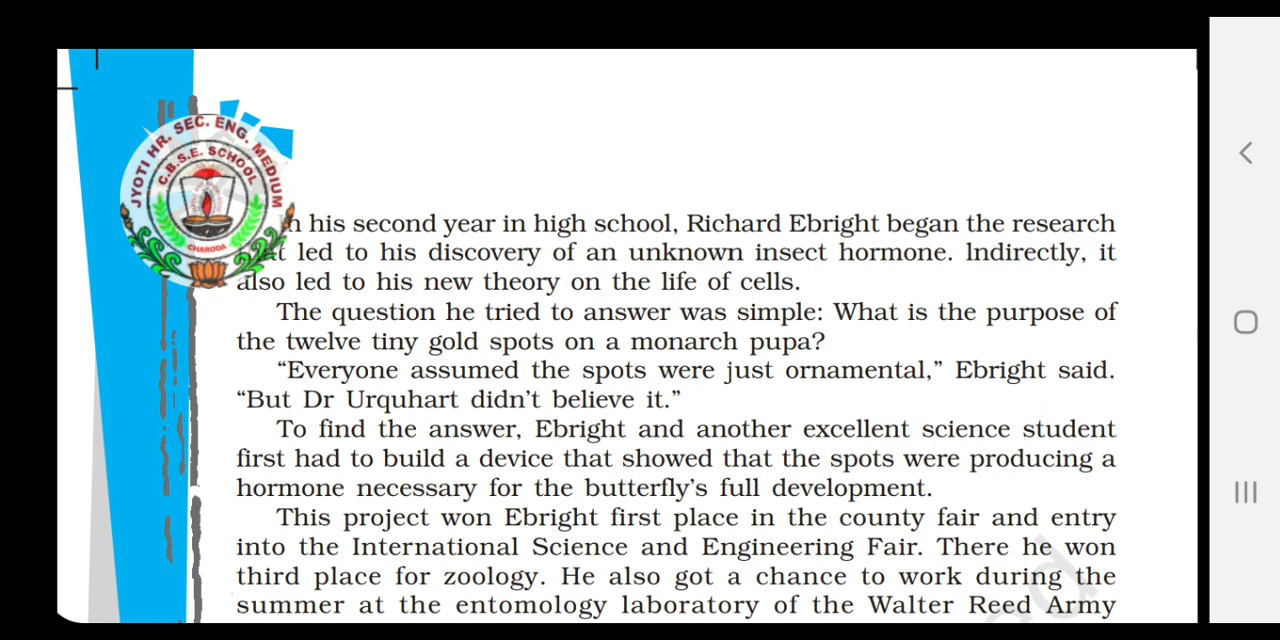 JYOTI HR. SEC. ENG. MEDIUM
C.B.S.E. SCHOOL
CHARODA
his second year in high school, Richard Ebright began the research
led to his discovery of an unknown insect hormone. Indirectly, it
also led to his new theory on the life of cells.
The question he tried to answer was simple: What is the purpose of
the twelve tiny gold spots on a monarch pupa?
“Everyone assumed the spots were just ornamental,” Ebright said.
“But Dr Urquhart didn’t believe it.”
To find the answer, Ebright and another excellent science student
first had to build a device that showed that the spots were producing a
hormone necessary for the butterfly’s full development.
This project won Ebright first place in the county fair and entry
into the International Science and Engineering Fair. There he won
third place for zoology. He also got a chance to work during the
summer at the entomology laboratory of the Walter Reed Army